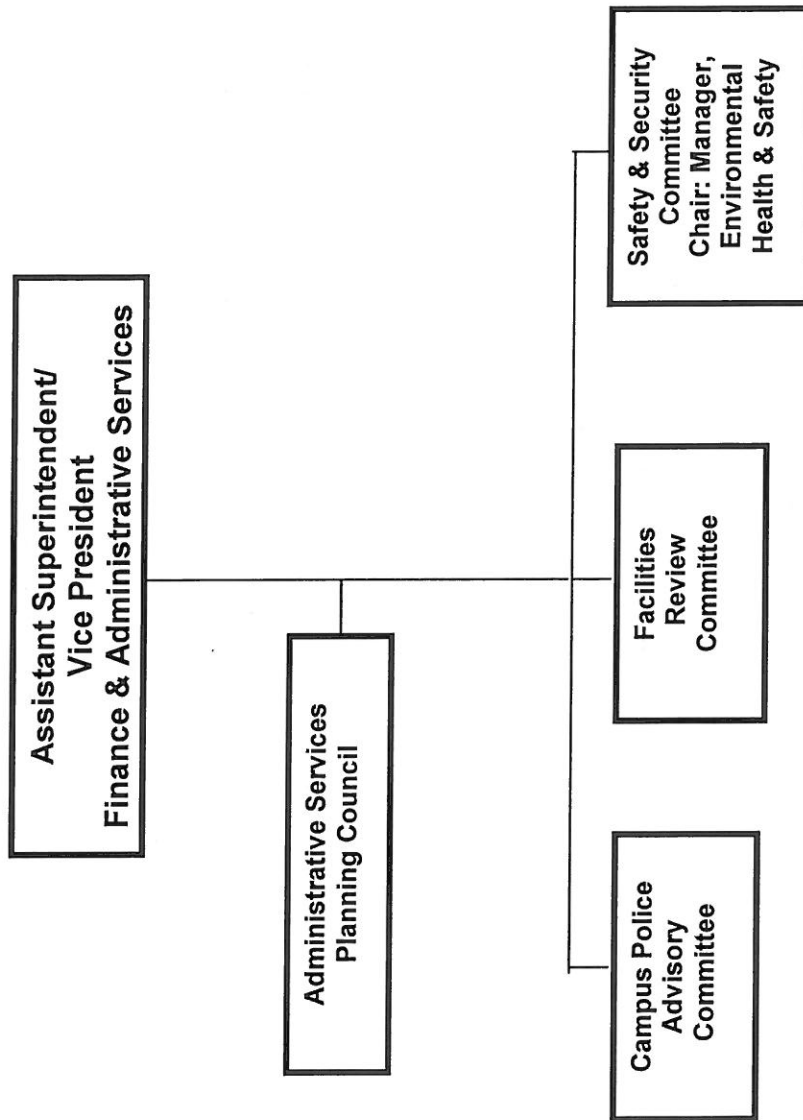 Assistant Superintendent/
Vice President
Finance & Administrative Services
Administrative Services
Planning Council
Campus Police
Advisory
Committee
Facilities
Review
Committee
Safety & Security
Committee
Chair: Manager,
Environmental
Health & Safety